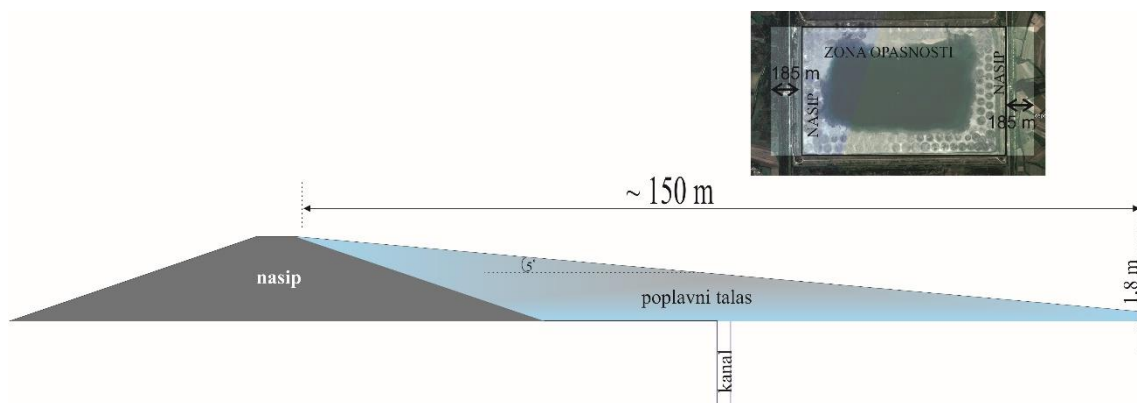 ZONA OPASNOSTI
185 m
NASIP
NASIP
185 m
~ 150 m
5°
nasip
poplavni talas
1.8 m
kanal